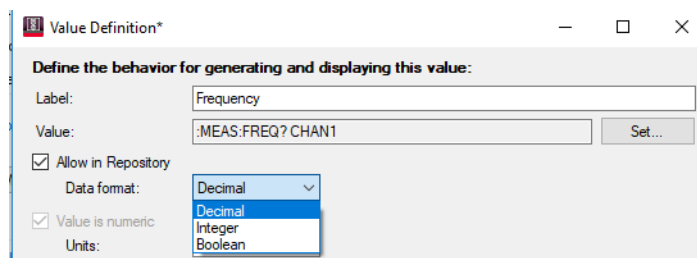 Value Definition*
Define the behavior for generating and displaying this value:
Label: Frequency
Value: :MEAS:FREQ? CHAN1 Set...
Allow in Repository
Data format: Decimal
Decimal
Value is numeric
Integer
Units: Boolean